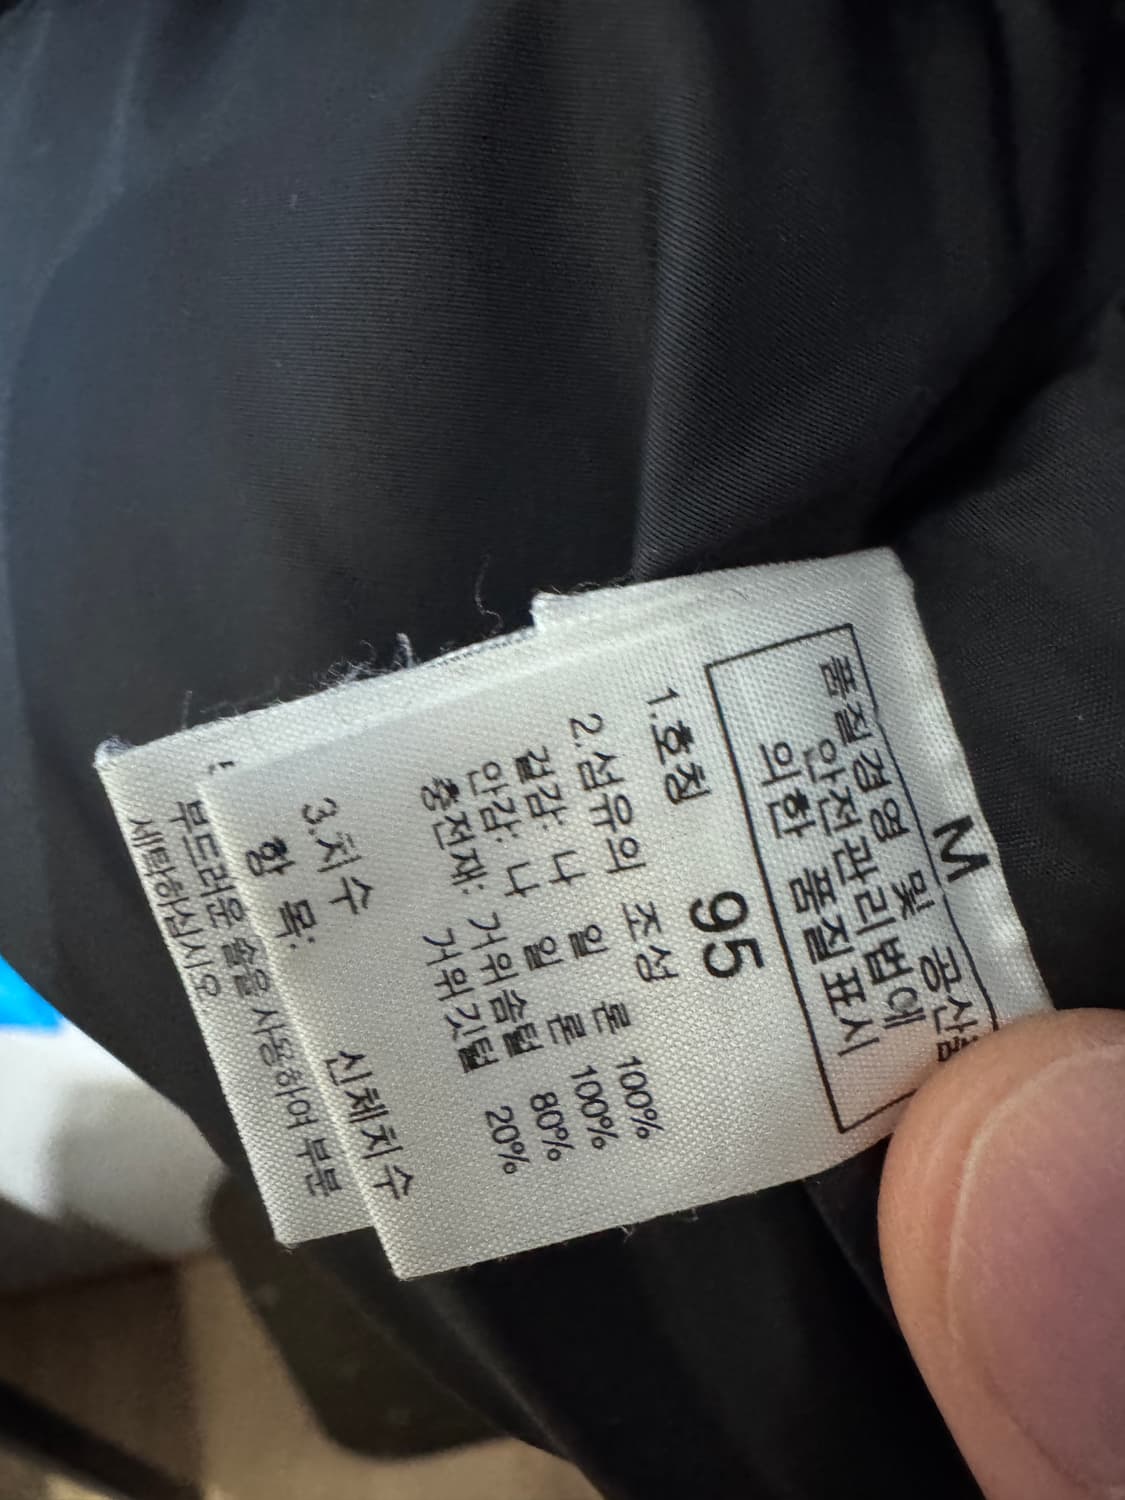 M
품질경영 및 공산
안전관리법에
의한 품질표시
1.호칭 95
2.섬유의 조성
겉감: 나 일 론 100%
안감: 나 일 론 100%
충전재: 거위솜털 80%
거위깃털 20%
3.치수 신체치수
항 목:
부드러운 솔을 사용하여 부분
세탁하십시오